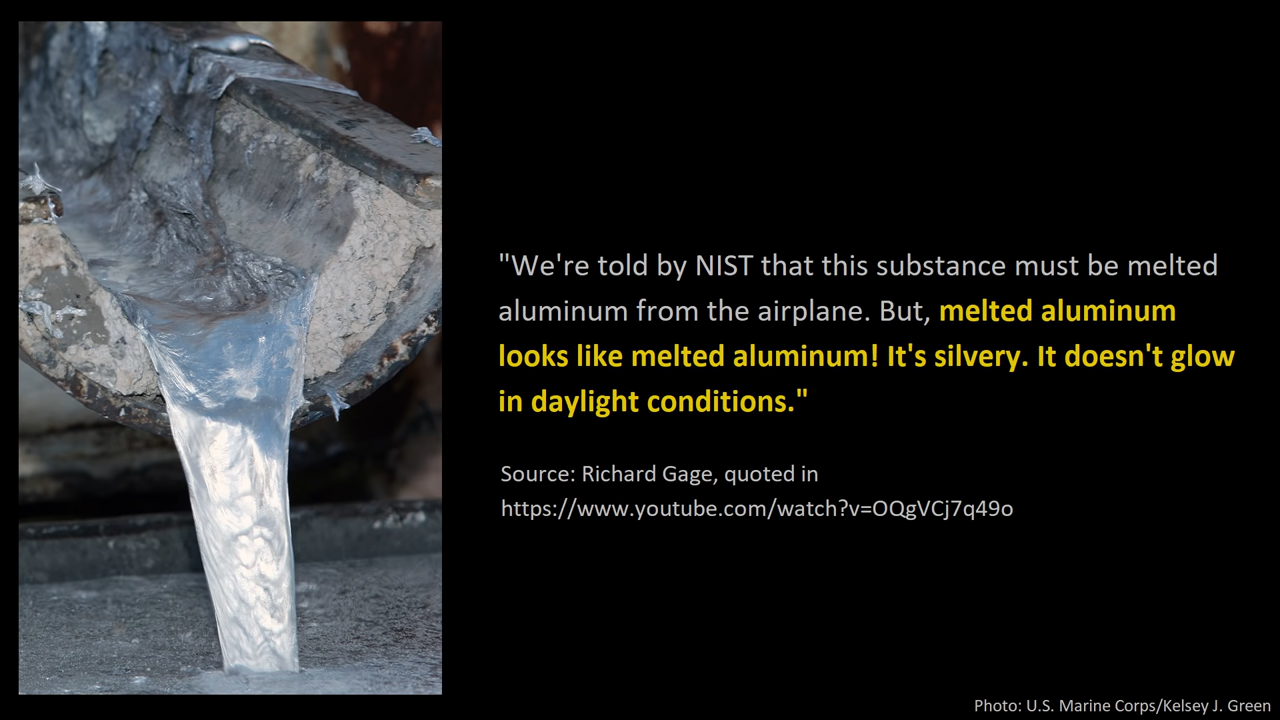 "We're told by NIST that this substance must be melted
aluminum from the airplane. But, melted aluminum
looks like melted aluminum! It's silvery. It doesn't glow
in daylight conditions."
Source: Richard Gage, quoted in
https://www.youtube.com/watch?v=OQgVCj7q49o
Photo: U.S. Marine Corps/Kelsey J. Green